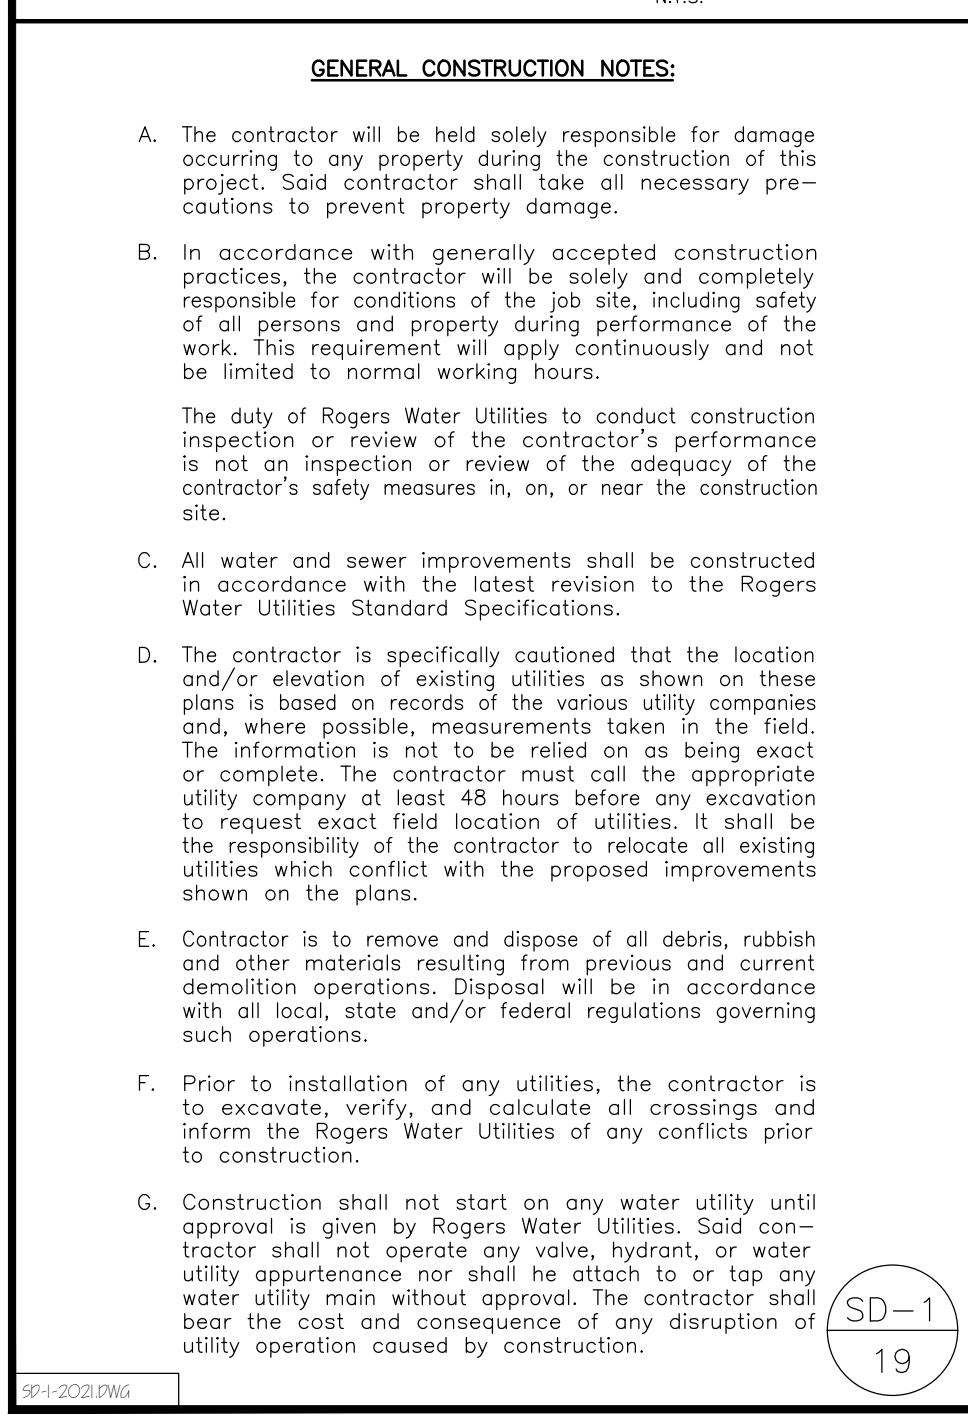 GENERAL CONSTRUCTION NOTES:
A. The contractor will be held solely responsible for damage
occurring to any property during the construction of this
project. Said contractor shall take all necessary pre-
cautions to prevent property damage.
B. In accordance with generally accepted construction
practices, the contractor will be solely and completely
responsible for conditions of the job site, including safety
of all persons and property during performance of the
work. This requirement will apply continuously and not
be limited to normal working hours.
The duty of Rogers Water Utilities to conduct construction
inspection or review of the contractor's performance
is not an inspection or review of the adequacy of the
contractor's safety measures in, on, or near the construction
site.
C. All water and sewer improvements shall be constructed
in accordance with the latest revision to the Rogers
Water Utilities Standard Specifications.
D. The contractor is specifically cautioned that the location
and/or elevation of existing utilities as shown on these
plans is based on records of the various utility companies
and, where possible, measurements taken in the field.
The information is not to be relied on as being exact
or complete. The contractor must call the appropriate
utility company at least 48 hours before any excavation
to request exact field location of utilities. It shall be
the responsibility of the contractor to relocate all existing
utilities which conflict with the proposed improvements
shown on the plans.
E. Contractor is to remove and dispose of all debris, rubbish
and other materials resulting from previous and current
demolition operations. Disposal will be in accordance
with all local, state and/or federal regulations governing
such operations.
F. Prior to installation of any utilities, the contractor is
to excavate, verify, and calculate all crossings and
inform the Rogers Water Utilities of any conflicts prior
to construction.
G. Construction shall not start on any water utility until
approval is given by Rogers Water Utilities. Said con-
tractor shall not operate any valve, hydrant, or water
utility appurtenance nor shall he attach to or tap any
water utility main without approval. The contractor shall
bear the cost and consequence of any disruption of
utility operation caused by construction.
SD-1
19
SD-1-2021.DWG